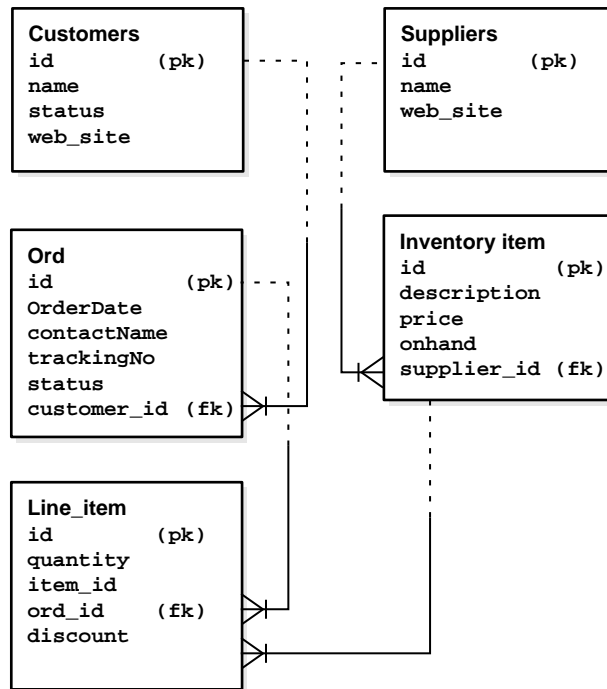 Customers
id (pk)
name
status
web_site
Suppliers
id (pk)
name
web_site
Ord
id (pk)
OrderDate
contactName
trackingNo
status
customer_id (fk)
Inventory item
id (pk)
description
price
onhand
supplier_id (fk)
Line_item
id (pk)
quantity
item_id
ord_id (fk)
discount